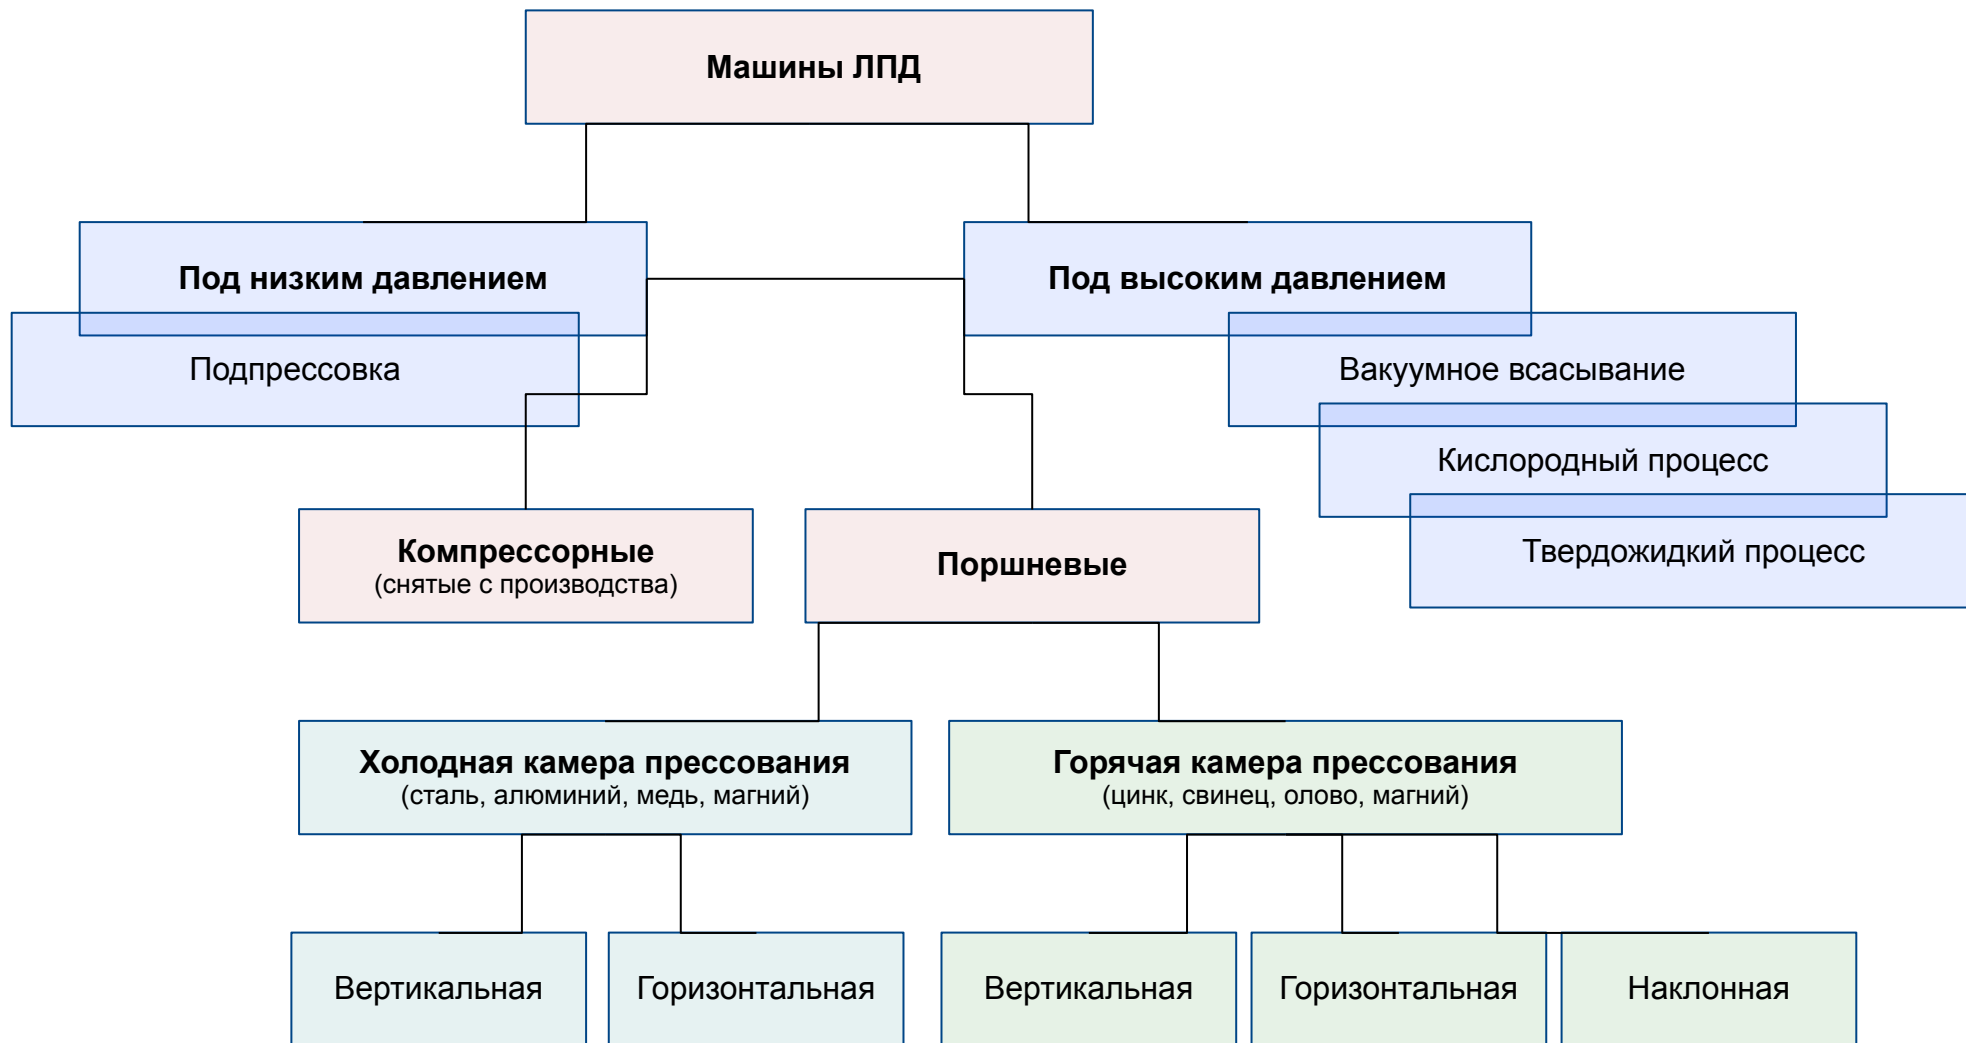 Машины ЛПД
Под низким давлением
Под высоким давлением
Подпрессовка
Вакуумное всасывание
Кислородный процесс
Твердожидкий процесс
Компрессорные
(снятые с производства)
Поршневые
Холодная камера прессования
(сталь, алюминий, медь, магний)
Горячая камера прессования
(цинк, свинец, олово, магний)
Вертикальная
Горизонтальная
Вертикальная
Горизонтальная
Наклонная